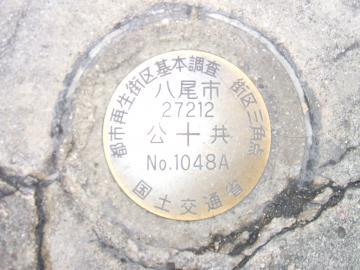 都市再生街区基本調査 街区三角点
八尾市
27212
公共
No.1048A
国土交通省